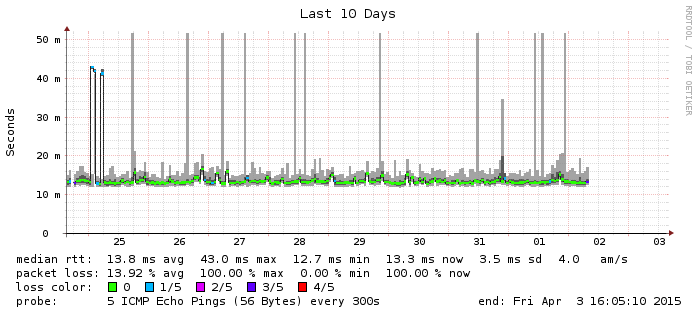 Last 10 Days
RRDTOOL / TOBI OETIKER
Seconds
50 m
40 m
30 m
20 m
10 m
0
25 26 27 28 29 30 31 01 02 03
median rtt: 13.8 ms avg 43.0 ms max 12.7 ms min 13.3 ms now 3.5 ms sd 4.0 am/s
packet loss: 13.92 % avg 100.00 % max 0.00 % min 100.00 % now
loss color: 0 1/5 2/5 3/5 4/5
probe: 5 ICMP Echo Pings (56 Bytes) every 300s end: Fri Apr 3 16:05:10 2015